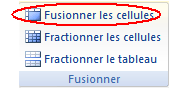 Fusionner les cellules
Fractionner les cellules
Fractionner le tableau
Fusionner